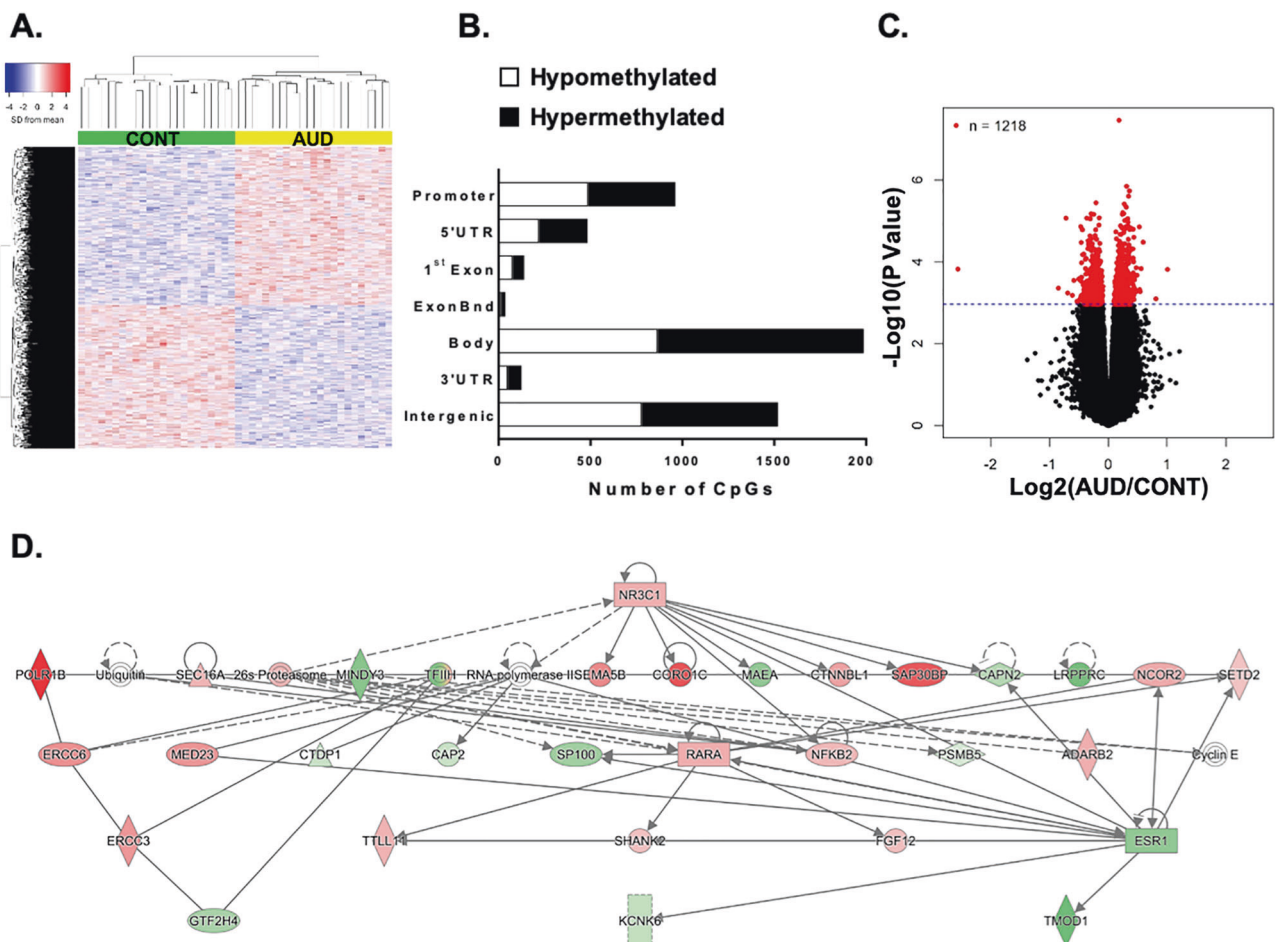 A.
-4 -2 0 2 4
SD from mean
CONT AUD
B.
Hypomethylated
Hypermethylated
Promoter
5'UTR
1st Exon
ExonBnd
Body
3'UTR
Intergenic
0 500 1000 1500 200
Number of CpGs
C.
n = 1218
-Log10(P Value)
6
4
2
0
-2 -1 0 1 2
Log2(AUD/CONT)
D.
NR3C1
POLR1B Ubiquitin SEC16A 26s Proteasome MINDY3 TFIIH RNA polymerase II SEMA5B CORO1C MAEA CTNNBL1 SAP30BP CAPN2 LRPPRC NCOR2 SETD2
ERCC6 MED23 CTDP1 CAP2 SP100 RARA NFKB2 PSMB5 ADARB2 Cyclin E
ERCC3 TTLL11 SHANK2 FGF12 ESR1
GTF2H4 KCNK6 TMOD1